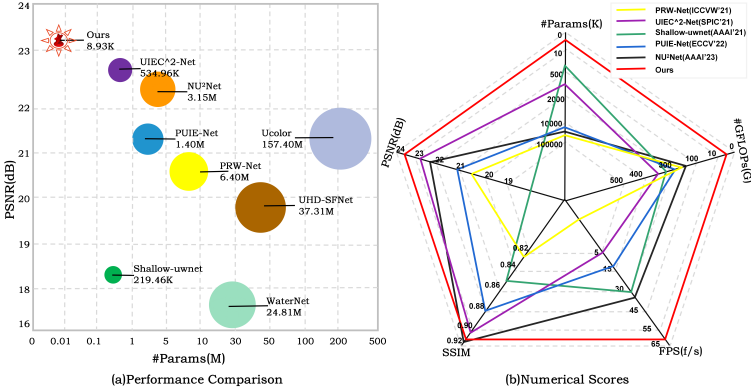 24
23
22
21
20
19
18
16
PSNR(dB)
Ours
8.93K
UIEC^2-Net
534.96K
NU²Net
3.15M
PUIE-Net
1.40M
Ucolor
157.40M
PRW-Net
6.40M
UHD-SFNet
37.31M
Shallow-uwnet
219.46K
WaterNet
24.81M
0 0.01 0.1 1 5 10 30 50 100 200 500
#Params(M)
(a)Performance Comparison
PRW-Net(ICCVW'21)
UIEC^2-Net(SPIC'21)
Shallow-uwnet(AAAI'21)
PUIE-Net(ECCV'22)
NU²Net(AAAI'23)
Ours
#Params(K)
0
10
500
2000
10000
100000
#GFLOPs(G)
0
10
100
300
400
500
PSNR(dB)
24
23
22
21
20
19
0.82
0.84
0.86
0.88
0.90
0.92
SSIM
5
15
30
45
55
65
FPS(f/s)
(b)Numerical Scores